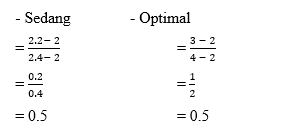 - Sedang - Optimal
= 2.2− 2 / 2.4− 2 = 3 − 2 / 4 − 2
= 0.2 / 0.4 = 1 / 2
= 0.5 = 0.5